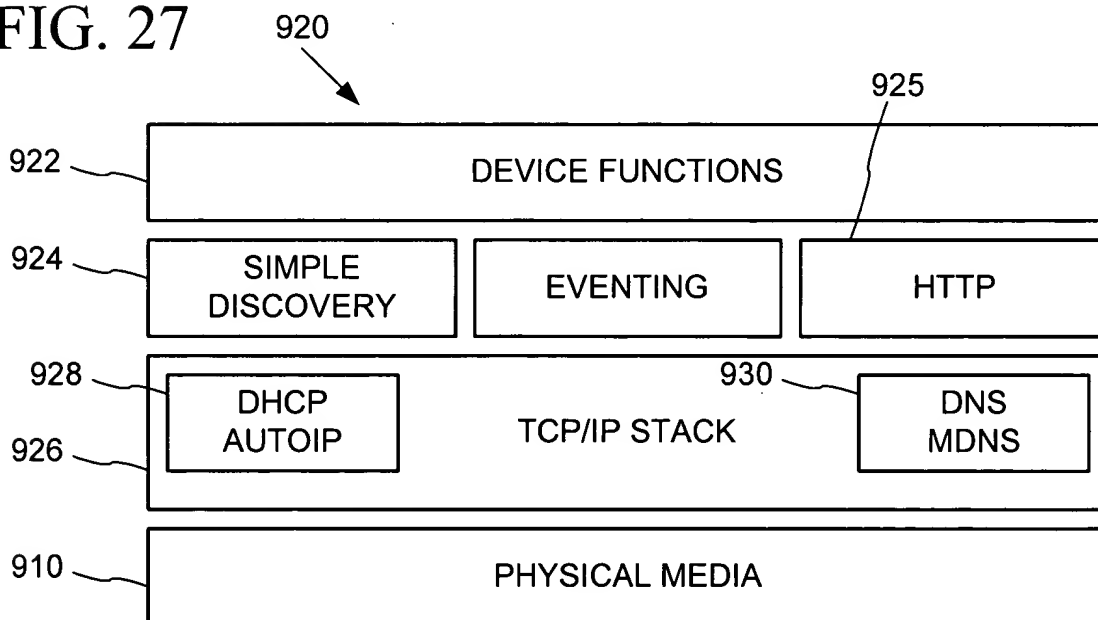 FIG. 27
920
925
922
DEVICE FUNCTIONS
924
SIMPLE
DISCOVERY
EVENTING
HTTP
928
DHCP
AUTOIP
926
TCP/IP STACK
930
DNS
MDNS
910
PHYSICAL MEDIA